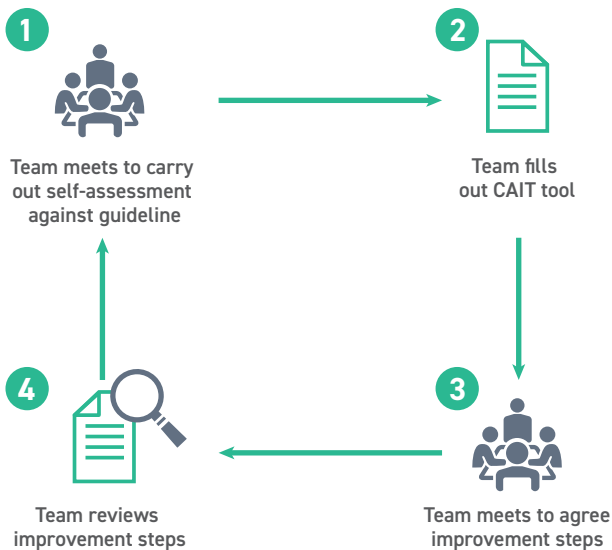 1
Team meets to carry
out self-assessment
against guideline
2
Team fills
out CAIT tool
3
Team meets to agree
improvement steps
4
Team reviews
improvement steps